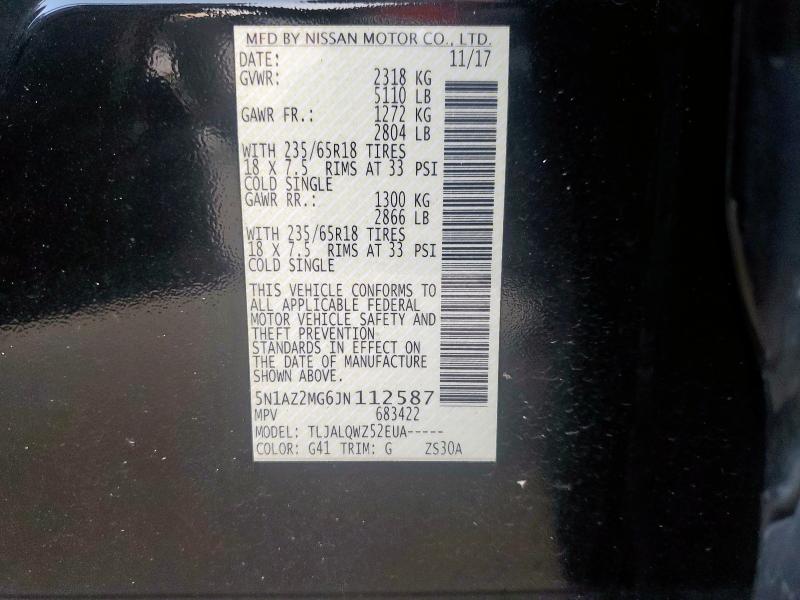 MFD BY NISSAN MOTOR CO., LTD.
DATE: 11/17
GVWR: 2318 KG
5110 LB
GAWR FR.: 1272 KG
2804 LB
WITH 235/65R18 TIRES
18 X 7.5 RIMS AT 33 PSI
COLD SINGLE
GAWR RR.: 1300 KG
2866 LB
WITH 235/65R18 TIRES
18 X 7.5 RIMS AT 33 PSI
COLD SINGLE
THIS VEHICLE CONFORMS TO
ALL APPLICABLE FEDERAL
MOTOR VEHICLE SAFETY AND
THEFT PREVENTION
STANDARDS IN EFFECT ON
THE DATE OF MANUFACTURE
SHOWN ABOVE.
5N1AZ2MG6JN112587
MPV 683422
MODEL: TLJALQWZ52EUA-----
COLOR: G41 TRIM: G ZS30A